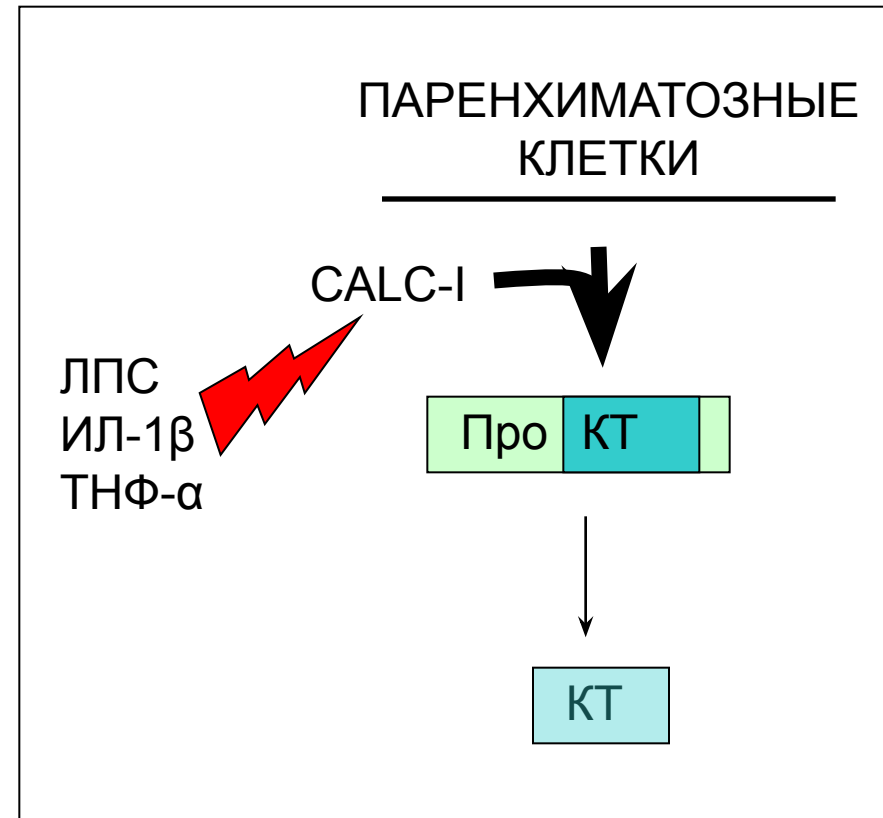 ПАРЕНХИМАТОЗНЫЕ
КЛЕТКИ
CALC-I
ЛПС
ИЛ-1β
ТНФ-α
Про КТ
КТ